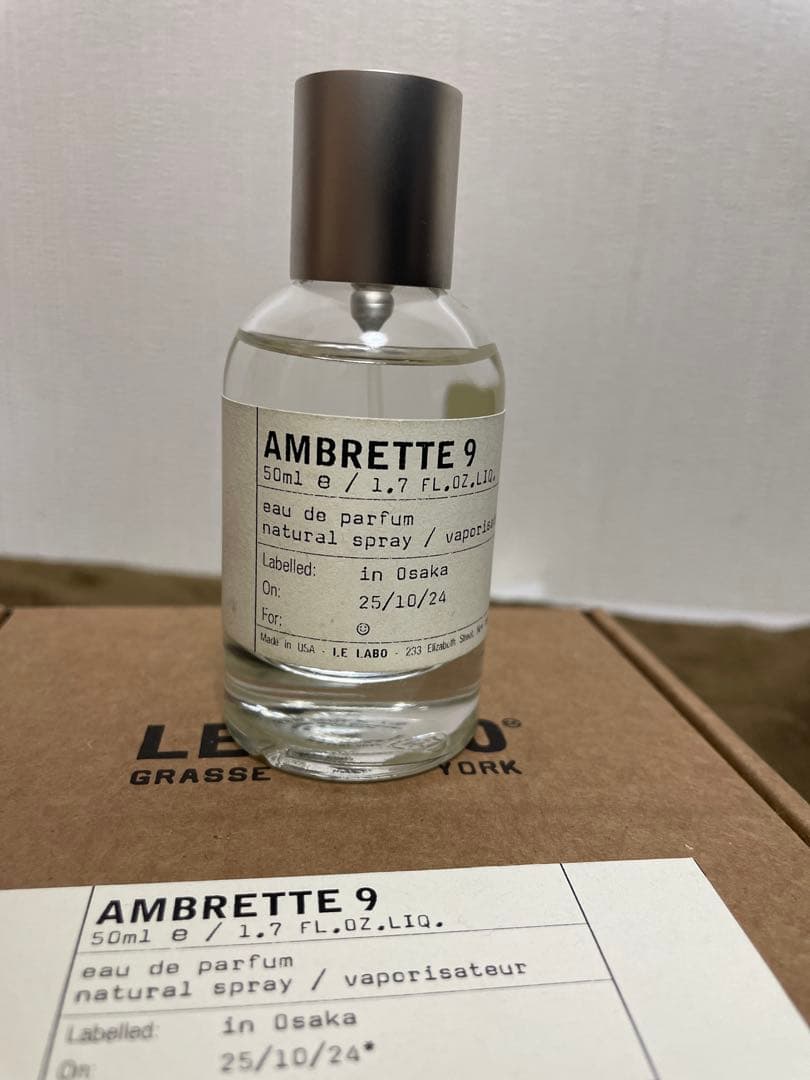 AMBRETTE 9
50ml e / 1.7 FL.OZ.LIQ.
eau de parfum
natural spray /
Labelled: in Osaka
On: 25/10/24
For: ☺
Made in USA - LE LABO - 233 Elizabeth Street,
LE
GRASSE YORK
AMBRETTE 9
50ml e / 1.7 FL.OZ.LIQ.
eau de parfum
natural spray / vaporisateur
Labelled: in Osaka
On: 25/10/24*